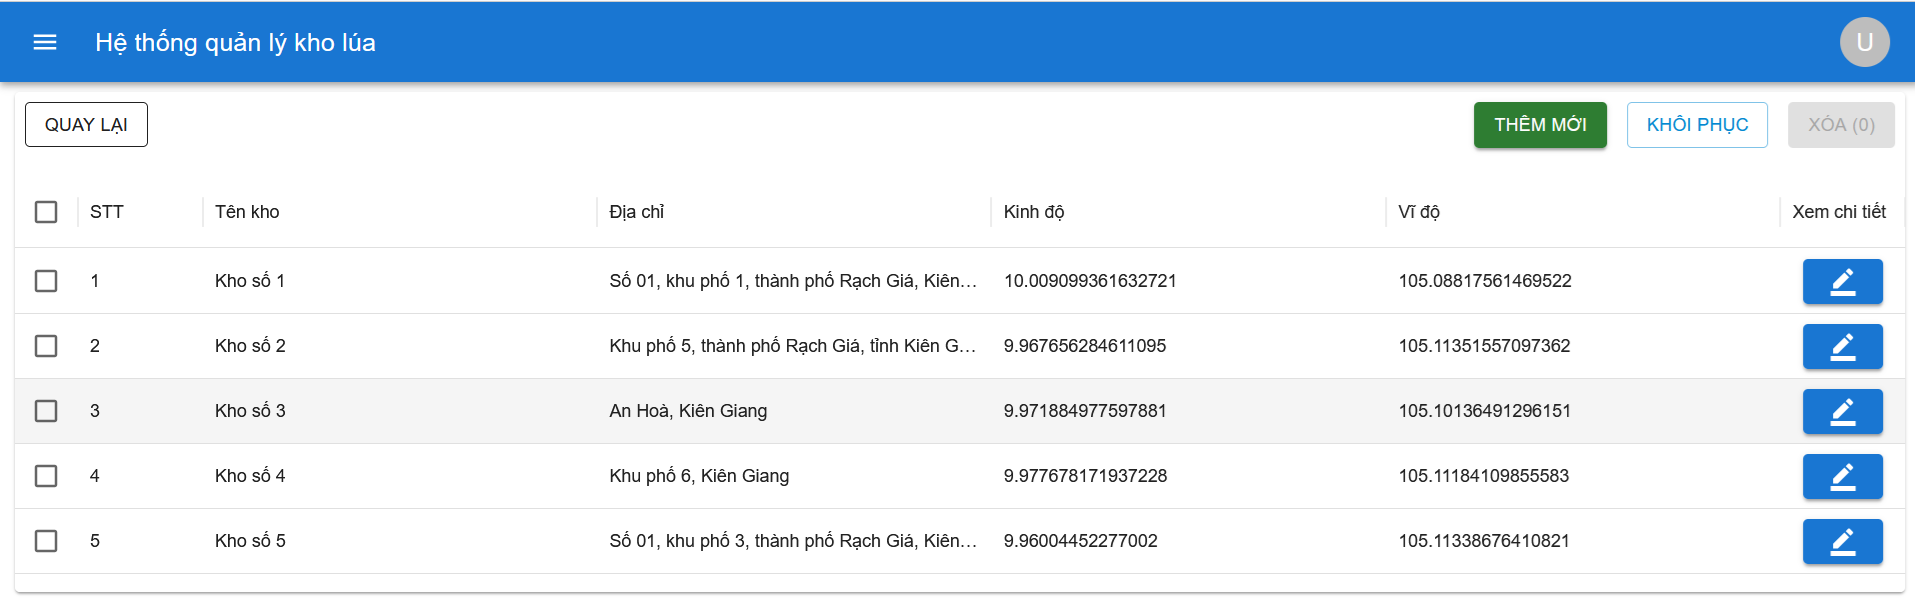 Hệ thống quản lý kho lúa U
QUAY LẠI THÊM MỚI KHÔI PHỤC XÓA (0)
STT Tên kho Địa chỉ Kinh độ Vĩ độ Xem chi tiết
1 Kho số 1 Số 01, khu phố 1, thành phố Rạch Giá, Kiên... 10.009099361632721 105.08817561469522
2 Kho số 2 Khu phố 5, thành phố Rạch Giá, tỉnh Kiên G... 9.967656284611095 105.11351557097362
3 Kho số 3 An Hoà, Kiên Giang 9.971884977597881 105.10136491296151
4 Kho số 4 Khu phố 6, Kiên Giang 9.977678171937228 105.11184109855583
5 Kho số 5 Số 01, khu phố 3, thành phố Rạch Giá, Kiên... 9.96004452277002 105.11338676410821